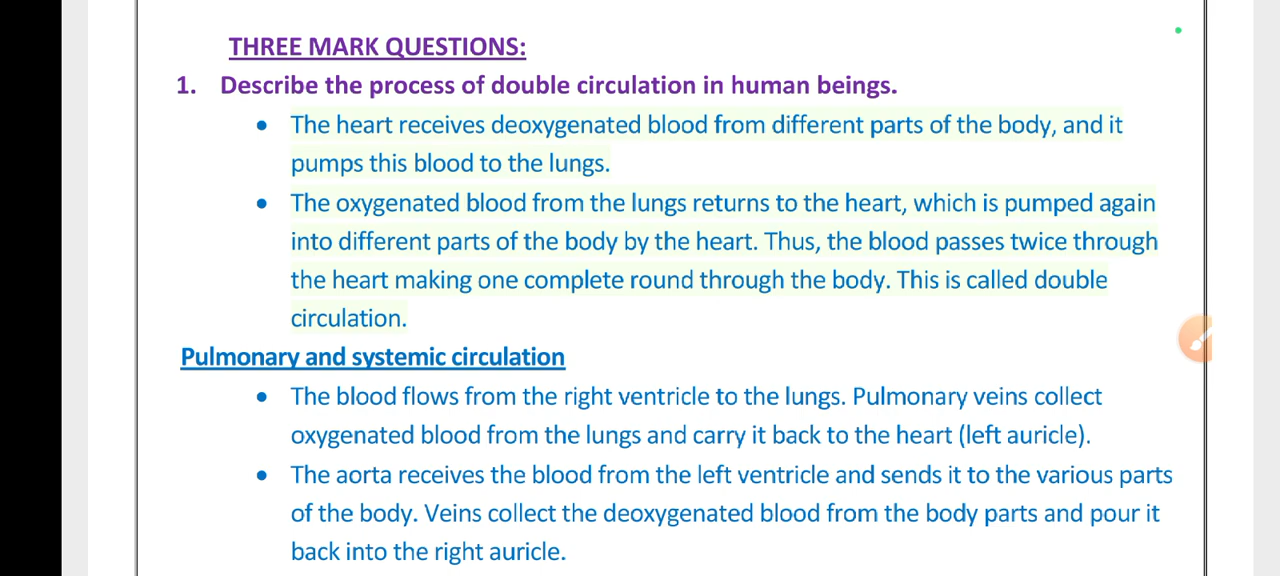 THREE MARK QUESTIONS:
1. Describe the process of double circulation in human beings.
• The heart receives deoxygenated blood from different parts of the body, and it
pumps this blood to the lungs.
• The oxygenated blood from the lungs returns to the heart, which is pumped again
into different parts of the body by the heart. Thus, the blood passes twice through
the heart making one complete round through the body. This is called double
circulation.
Pulmonary and systemic circulation
• The blood flows from the right ventricle to the lungs. Pulmonary veins collect
oxygenated blood from the lungs and carry it back to the heart (left auricle).
• The aorta receives the blood from the left ventricle and sends it to the various parts
of the body. Veins collect the deoxygenated blood from the body parts and pour it
back into the right auricle.